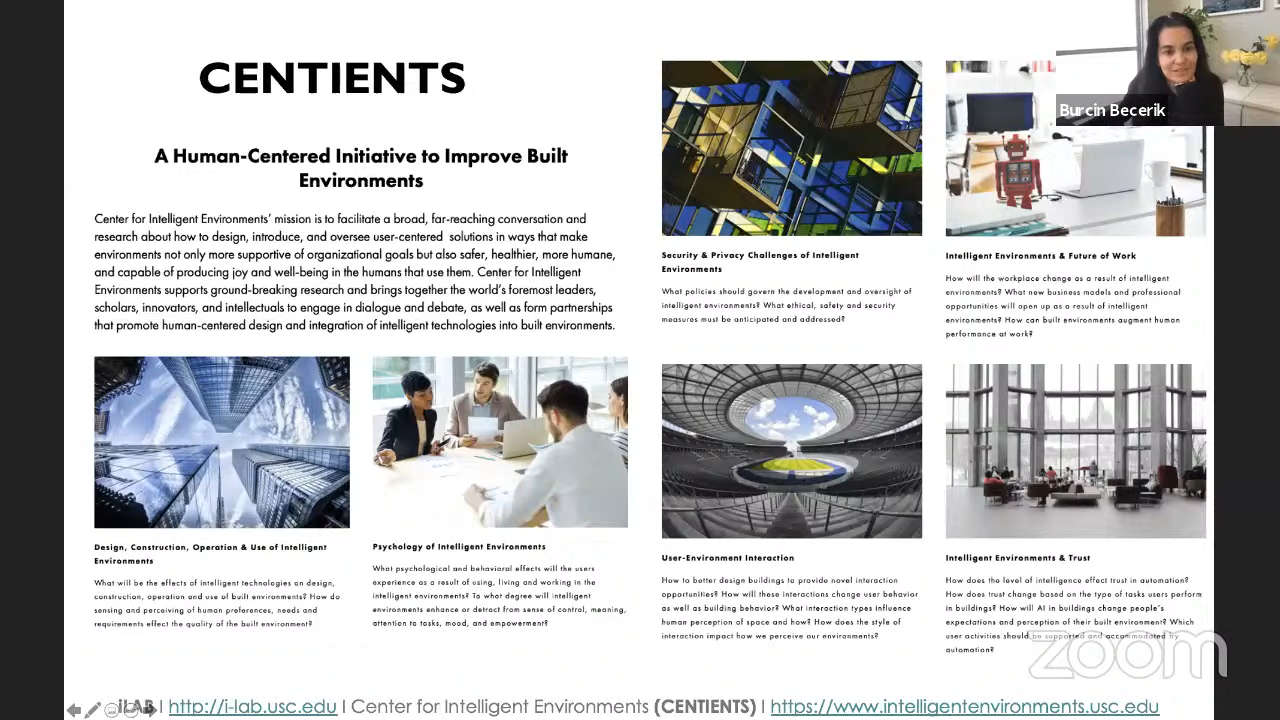 CENTIENTS
A Human-Centered Initiative to Improve Built
Environments
Center for Intelligent Environments' mission is to facilitate a broad, far-reaching conversation and
research about how to design, introduce, and oversee user-centered solutions in ways that make
environments not only more supportive of organizational goals but also safer, healthier, more humane,
and capable of producing joy and well-being in the humans that use them. Center for Intelligent
Environments supports ground-breaking research and brings together the world's foremost leaders,
scholars, innovators, and intellectuals to engage in dialogue and debate, as well as form partnerships
that promote human-centered design and integration of intelligent technologies into built environments.
Design, Construction, Operation & Use of Intelligent
Environments
What will be the effects of intelligent technologies on design,
construction, operation and use of built environments? How do
sensing and perceiving of human preferences, needs and
requirements effect the quality of the built environment?
Psychology of Intelligent Environments
What psychological and behavioral effects will the users
experience as a result of using, living and working in the
intelligent environments? To what degree will intelligent
environments enhance or detract from sense of control, meaning,
attention to tasks, mood, and empowerment?
Security & Privacy Challenges of Intelligent
Environments
What policies should govern the development and oversight of
intelligent environments? What ethical, safety and security
measures must be anticipated and addressed?
Burcin Becerik
Intelligent Environments & Future of Work
How will the workplace change as a result of intelligent
environments? What new business models and professional
opportunities will open up as a result of intelligent
environments? How can built environments augment human
performance at work?
User-Environment Interaction
How to better design buildings to provide novel interaction
opportunities? How will these interactions change user behavior
as well as building behavior? What interaction types influence
human perception of space and how? How does the style of
interaction impact how we perceive our environments?
Intelligent Environments & Trust
How does the level of intelligence effect trust in automation?
How does trust change based on the type of tasks users perform
in buildings? How will AI in buildings change people's
expectations and perception of their built environment? Which
user activities should be supported and accommodated by
automation?
zoom
iLAB I http://i-lab.usc.edu I Center for Intelligent Environments (CENTIENTS) I https://www.intelligentenvironments.usc.edu